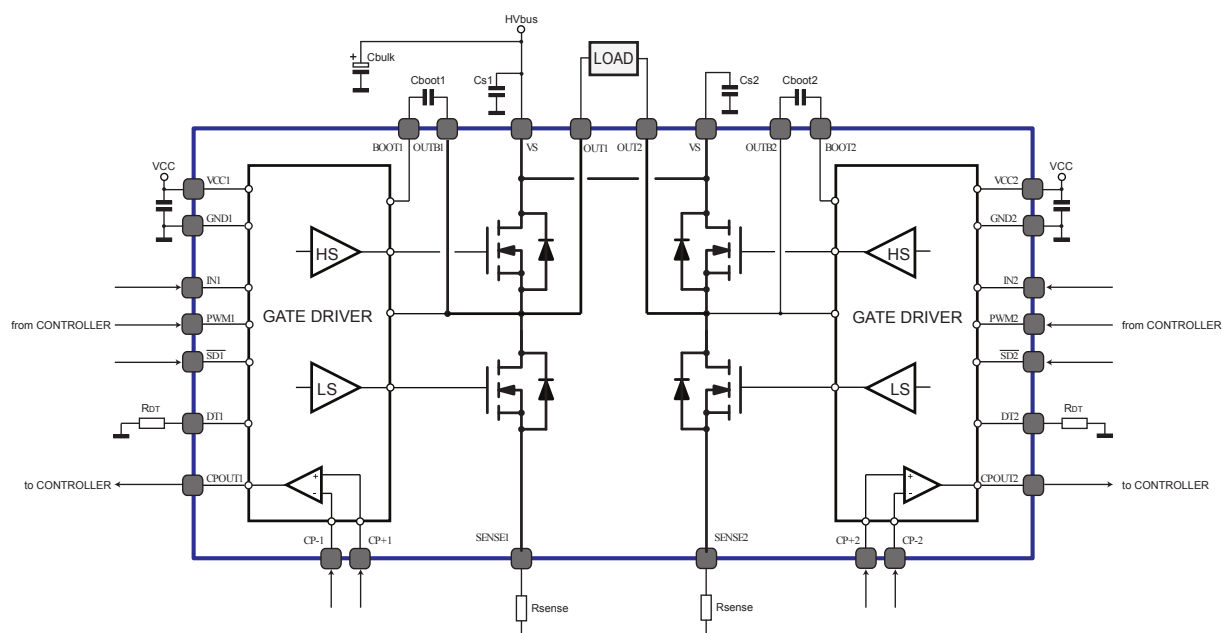 HVbus
+
Cbulk
LOAD
Cboot1
Cs1
Cs2
Cboot2
BOOT1
OUTB1
VS
OUT1
OUT2
VS
OUTB2
BOOT2
VCC
VCC1
VCC2
VCC
GND1
GND2
HS
HS
IN1
IN2
from CONTROLLER
PWM1
GATE DRIVER
GATE DRIVER
PWM2
from CONTROLLER
SD1
SD2
LS
LS
RDT
DT1
DT2
RDT
to CONTROLLER
CPOUT1
+
-
+
-
CPOUT2
to CONTROLLER
CP-1
CP+1
SENSE1
SENSE2
CP+2
CP-2
Rsense
Rsense